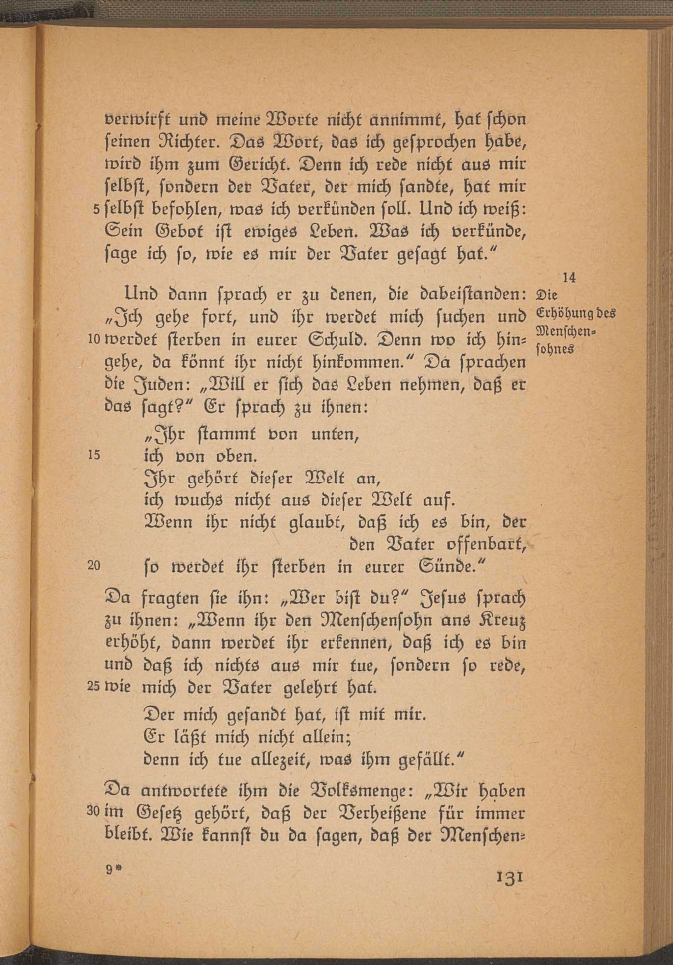 verwirft und meine Worte nicht annimmt, hat schon
seinen Richter. Das Wort, das ich gesprochen habe,
wird ihm zum Gericht. Denn ich rede nicht aus mir
selbst, sondern der Vater, der mich sandte, hat mir
5 selbst befohlen, was ich verkünden soll. Und ich weiß:
Sein Gebot ist ewiges Leben. Was ich verkünde,
sage ich so, wie es mir der Vater gesagt hat.“
14
Die
Erhöhung des
Menschen-
sohnes
Und dann sprach er zu denen, die dabeistanden:
„Ich gehe fort, und ihr werdet mich suchen und
10 werdet sterben in eurer Schuld. Denn wo ich hin-
gehe, da könnt ihr nicht hinkommen.“ Da sprachen
die Juden: „Will er sich das Leben nehmen, daß er
das sagt?“ Er sprach zu ihnen:
„Ihr stammt von unten,
15 ich von oben.
Ihr gehört dieser Welt an,
ich wuchs nicht aus dieser Welt auf.
Wenn ihr nicht glaubt, daß ich es bin, der
den Vater offenbart,
20 so werdet ihr sterben in eurer Sünde.“
Da fragten sie ihn: „Wer bist du?“ Jesus sprach
zu ihnen: „Wenn ihr den Menschensohn ans Kreuz
erhöht, dann werdet ihr erkennen, daß ich es bin
und daß ich nichts aus mir tue, sondern so rede,
25 wie mich der Vater gelehrt hat.
Der mich gesandt hat, ist mit mir.
Er läßt mich nicht allein;
denn ich tue allezeit, was ihm gefällt.“
Da antwortete ihm die Volksmenge: „Wir haben
30 im Gesetz gehört, daß der Verheißene für immer
bleibt. Wie kannst du da sagen, daß der Menschen-
9*
131